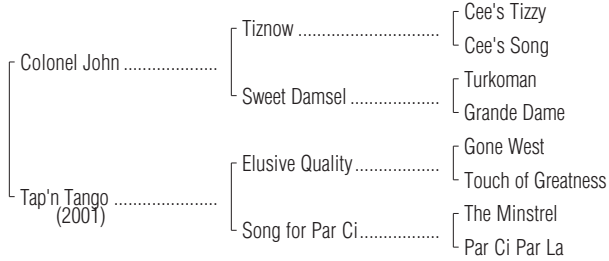 Cee's Tizzy
Tiznow ..................................
Cee's Song
Colonel John ....................
Turkoman
Sweet Damsel .....................
Grande Dame
Gone West
Elusive Quality ....................
Touch of Greatness
Tap'n Tango ......................
(2001)
The Minstrel
Song for Par Ci...................
Par Ci Par La